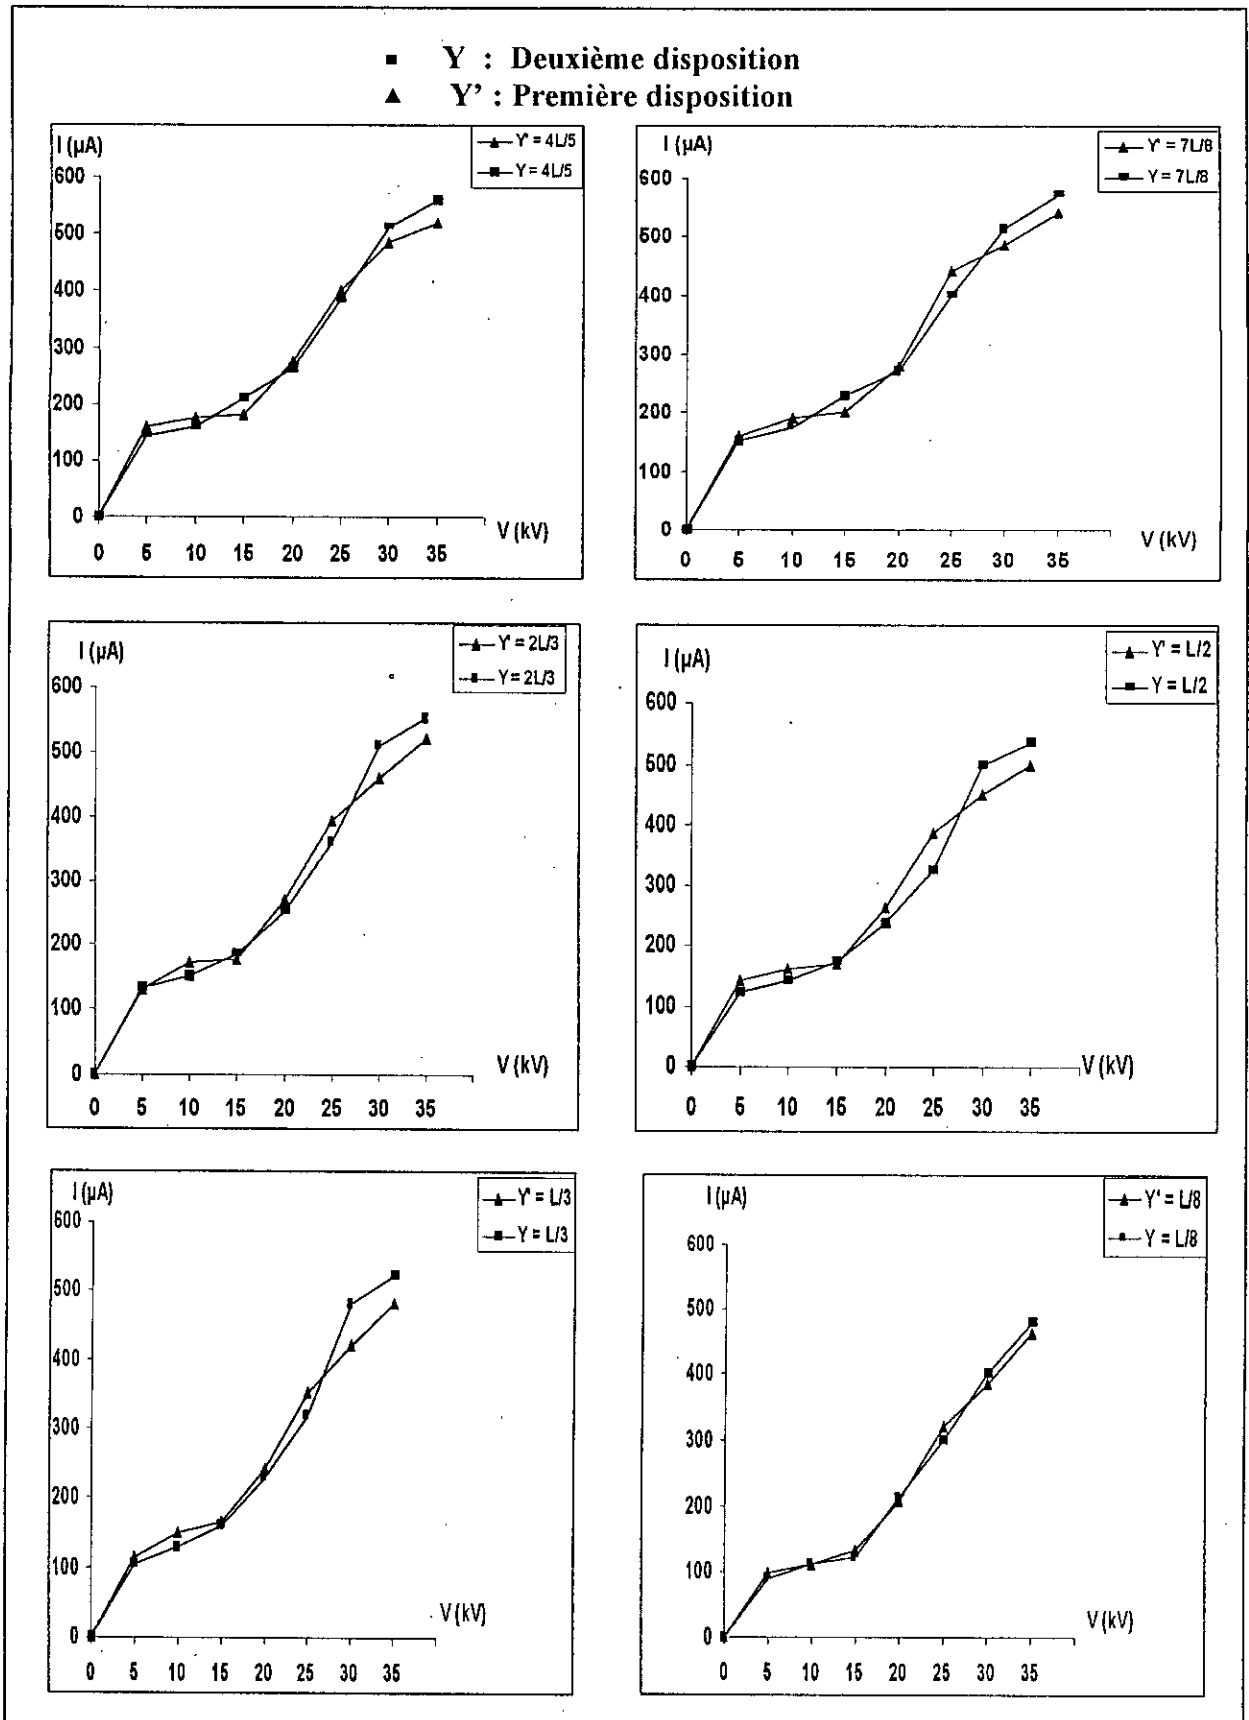 ■ Y : Deuxième disposition
▲ Y' : Première disposition
I (µA)
Y' = 4L/5
Y = 4L/5
600
500
400
300
200
100
0
0 5 10 15 20 25 30 35
V (kV)
I (µA)
Y' = 7L/8
Y = 7L/8
600
500
400
300
200
100
0
0 5 10 15 20 25 30 35
V (kV)
I (µA)
Y' = 2L/3
Y = 2L/3
600
500
400
300
200
100
0
0 5 10 15 20 25 30 35
V (kV)
I (µA)
Y' = L/2
Y = L/2
600
500
400
300
200
100
0
0 5 10 15 20 25 30 35
V (kV)
I (µA)
Y' = L/3
Y = L/3
600
500
400
300
200
100
0
0 5 10 15 20 25 30 35
V (kV)
I (µA)
Y' = L/8
Y = L/8
600
500
400
300
200
100
0
0 5 10 15 20 25 30 35
V (kV)